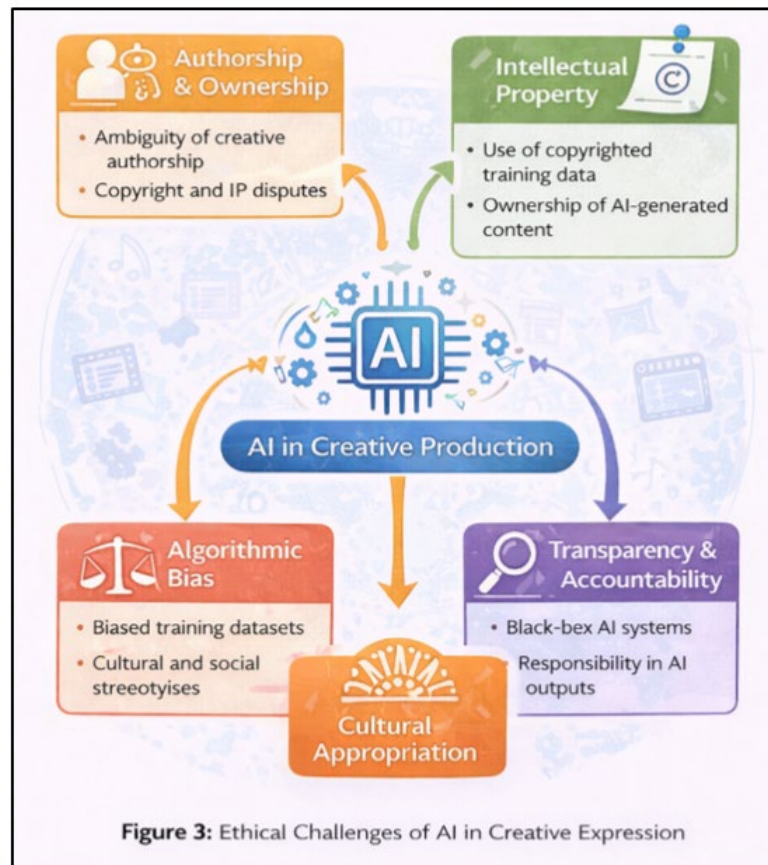 Authorship
& Ownership
• Ambiguity of creative
authorship
• Copyright and IP disputes
Intellectual
Property
©
• Use of copyrighted
training data
• Ownership of AI-generated
content
AI
AI in Creative Production
Algorithmic
Bias
• Biased training datasets
• Cultural and social
streeotyises
Transparency &
Accountability
• Black-bex AI systems
Responsibility in AI
outputs
Cultural
Appropriation
Figure 3: Ethical Challenges of AI in Creative Expression